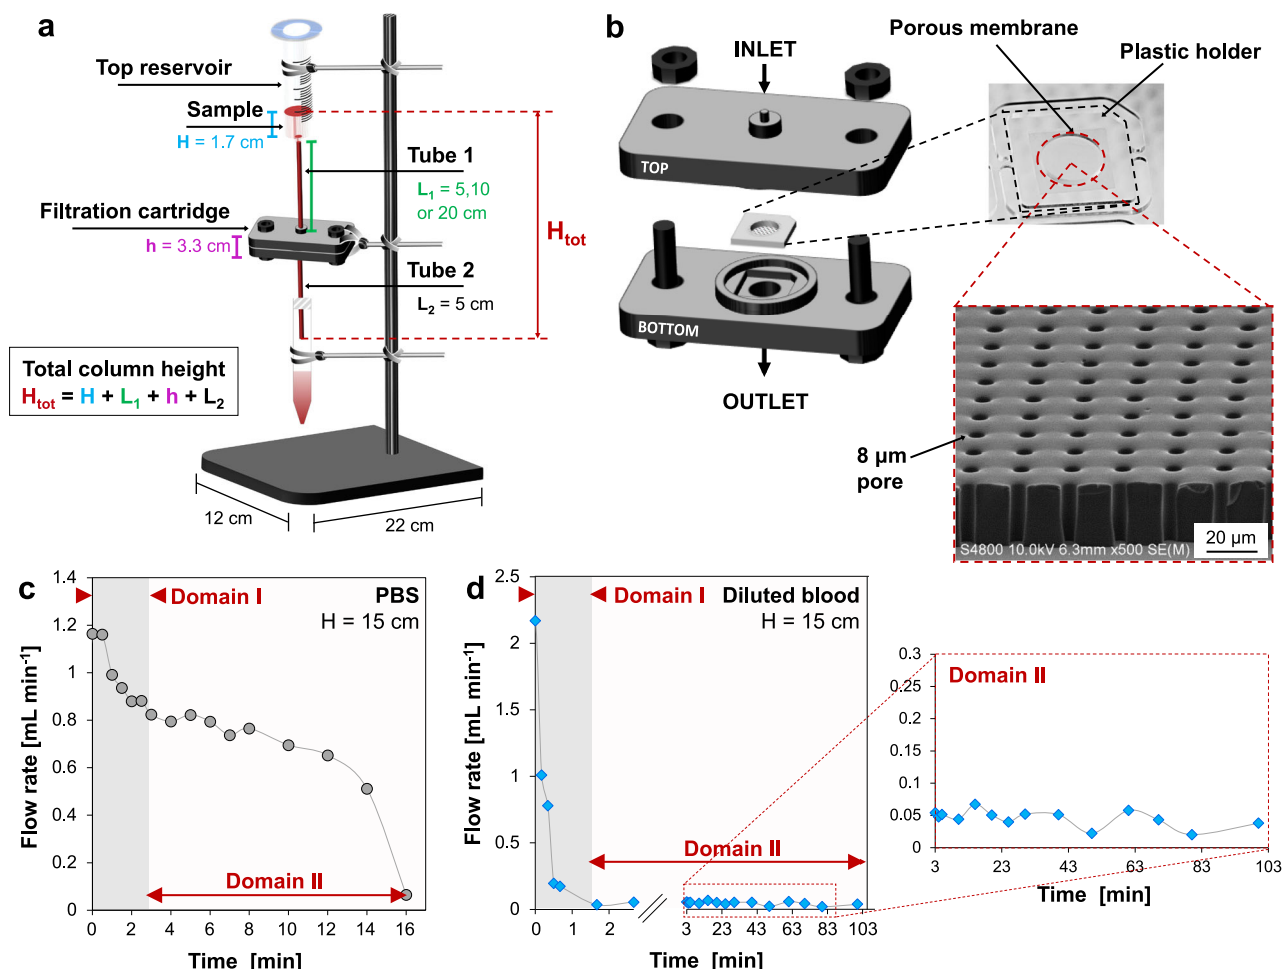 a
Top reservoir
Sample
H = 1.7 cm
Tube 1
L1 = 5,10
or 20 cm
Filtration cartridge
h = 3.3 cm
Htot
Tube 2
L2 = 5 cm
Total column height
Htot = H + L1 + h + L2
12 cm
22 cm
b
INLET
Porous membrane
Plastic holder
TOP
BOTTOM
OUTLET
8 µm
pore
20 µm
S4800 10.0kV 6.3mm x500 SE(M)
c
Domain I
PBS
H = 15 cm
Flow rate [mL min⁻¹]
1.4
1.2
1
0.8
0.6
0.4
0.2
0
Domain II
0 2 4 6 8 10 12 14 16
Time [min]
d
Domain I
Diluted blood
H = 15 cm
Flow rate [mL min⁻¹]
2.5
2
1.5
1
0.5
0
Domain II
0 1 2 3 23 43 63 83 103
Time [min]
Domain II
0.3
0.25
0.2
0.15
0.1
0.05
0
3 23 43 63 83 103
Time [min]